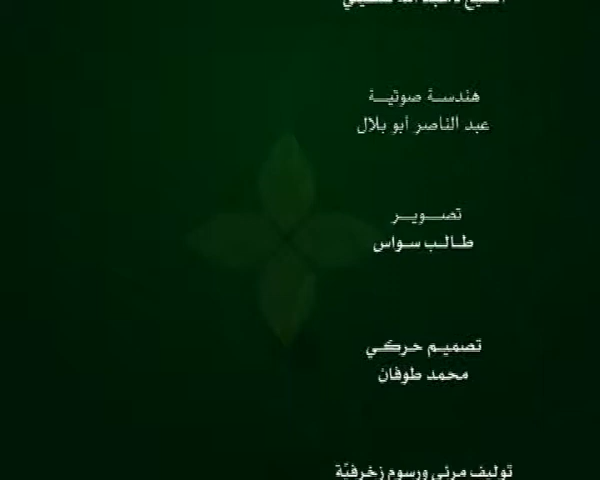 هندسة صوتية
عبد الناصر أبو بلال
تصوير
طالب سواس
تصميم حركي
محمد طوفان
توليف مرئي ورسوم زخرفيّة